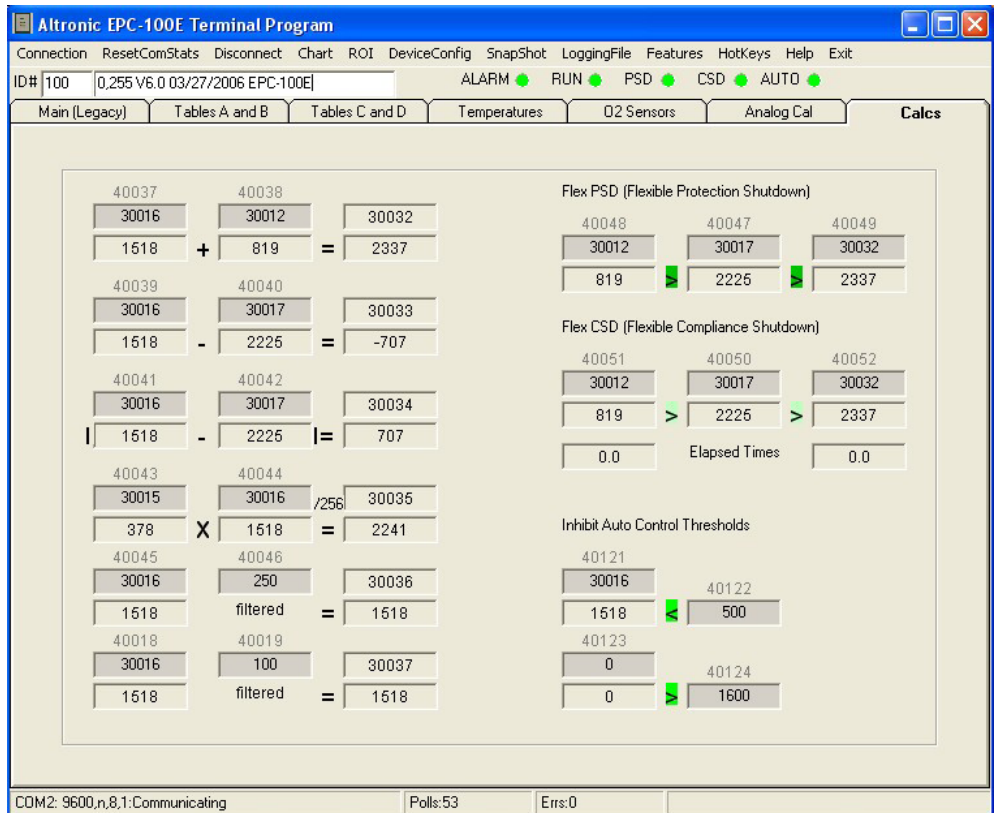 Altronic EPC-100E Terminal Program
Connection ResetComStats Disconnect Chart ROI DeviceConfig SnapShot LoggingFile Features HotKeys Help Exit
ID# 100 0,255 V6.0 03/27/2006 EPC-100E ALARM RUN PSD CSD AUTO
Main (Legacy) Tables A and B Tables C and D Temperatures O2 Sensors Analog Cal Calcs
40037 40038
30016 30012 30032
1518 + 819 = 2337
40039 40040
30016 30017 30033
1518 - 2225 = -707
40041 40042
30016 30017 30034
| 1518 - 2225 |= 707
40043 40044
30015 30016 /256 30035
378 X 1518 = 2241
40045 40046
30016 250 30036
1518 filtered = 1518
40018 40019
30016 100 30037
1518 filtered = 1518
Flex PSD (Flexible Protection Shutdown)
40048 40047 40049
30012 30017 30032
819 > 2225 > 2337
Flex CSD (Flexible Compliance Shutdown)
40051 40050 40052
30012 30017 30032
819 > 2225 > 2337
0.0 Elapsed Times 0.0
Inhibit Auto Control Thresholds
40121
30016 40122
1518 < 500
40123
0 40124
0 > 1600
COM2: 9600,n,8,1:Communicating Polls:53 Errs:0